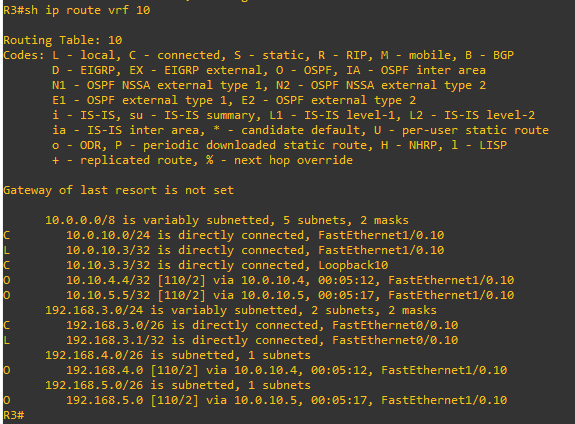 R3#sh ip route vrf 10
Routing Table: 10
Codes: L - local, C - connected, S - static, R - RIP, M - mobile, B - BGP
       D - EIGRP, EX - EIGRP external, O - OSPF, IA - OSPF inter area
       N1 - OSPF NSSA external type 1, N2 - OSPF NSSA external type 2
       E1 - OSPF external type 1, E2 - OSPF external type 2
       i - IS-IS, su - IS-IS summary, L1 - IS-IS level-1, L2 - IS-IS level-2
       ia - IS-IS inter area, * - candidate default, U - per-user static route
       o - ODR, P - periodic downloaded static route, H - NHRP, l - LISP
       + - replicated route, % - next hop override
Gateway of last resort is not set
      10.0.0.0/8 is variably subnetted, 5 subnets, 2 masks
C        10.0.10.0/24 is directly connected, FastEthernet1/0.10
L        10.0.10.3/32 is directly connected, FastEthernet1/0.10
C        10.10.3.3/32 is directly connected, Loopback10
O        10.10.4.4/32 [110/2] via 10.0.10.4, 00:05:12, FastEthernet1/0.10
O        10.10.5.5/32 [110/2] via 10.0.10.5, 00:05:17, FastEthernet1/0.10
      192.168.3.0/24 is variably subnetted, 2 subnets, 2 masks
C        192.168.3.0/26 is directly connected, FastEthernet0/0.10
L        192.168.3.1/32 is directly connected, FastEthernet0/0.10
      192.168.4.0/26 is subnetted, 1 subnets
O        192.168.4.0 [110/2] via 10.0.10.4, 00:05:12, FastEthernet1/0.10
      192.168.5.0/26 is subnetted, 1 subnets
O        192.168.5.0 [110/2] via 10.0.10.5, 00:05:17, FastEthernet1/0.10
R3#